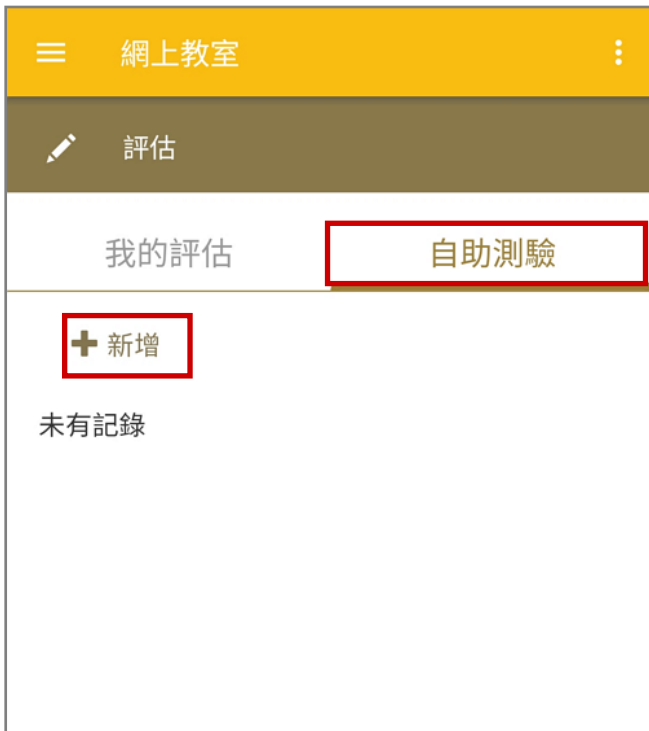 網上教室
評估
我的評估 自助測驗
新增
未有記錄